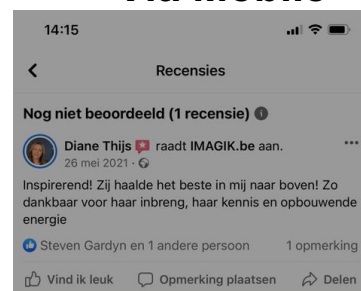 14:15
Recensies
Nog niet beoordeeld (1 recensie)
Diane Thijs raadt IMAGIK.be aan.
26 mei 2021 ·
Inspirerend! Zij haalde het beste in mij naar boven! Zo
dankbaar voor haar inbreng, haar kennis en opbouwende
energie
Steven Gardyn en 1 andere persoon 1 opmerking
Vind ik leuk Opmerking plaatsen Delen